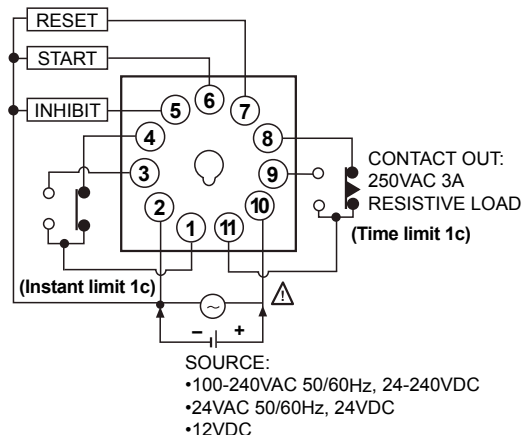 RESET
START
INHIBIT
5
6
7
4
8
3
9
2
10
1
11
CONTACT OUT:
250VAC 3A
RESISTIVE LOAD
(Time limit 1c)
(Instant limit 1c)
~
!
− +
SOURCE:
•100-240VAC 50/60Hz, 24-240VDC
•24VAC 50/60Hz, 24VDC
•12VDC